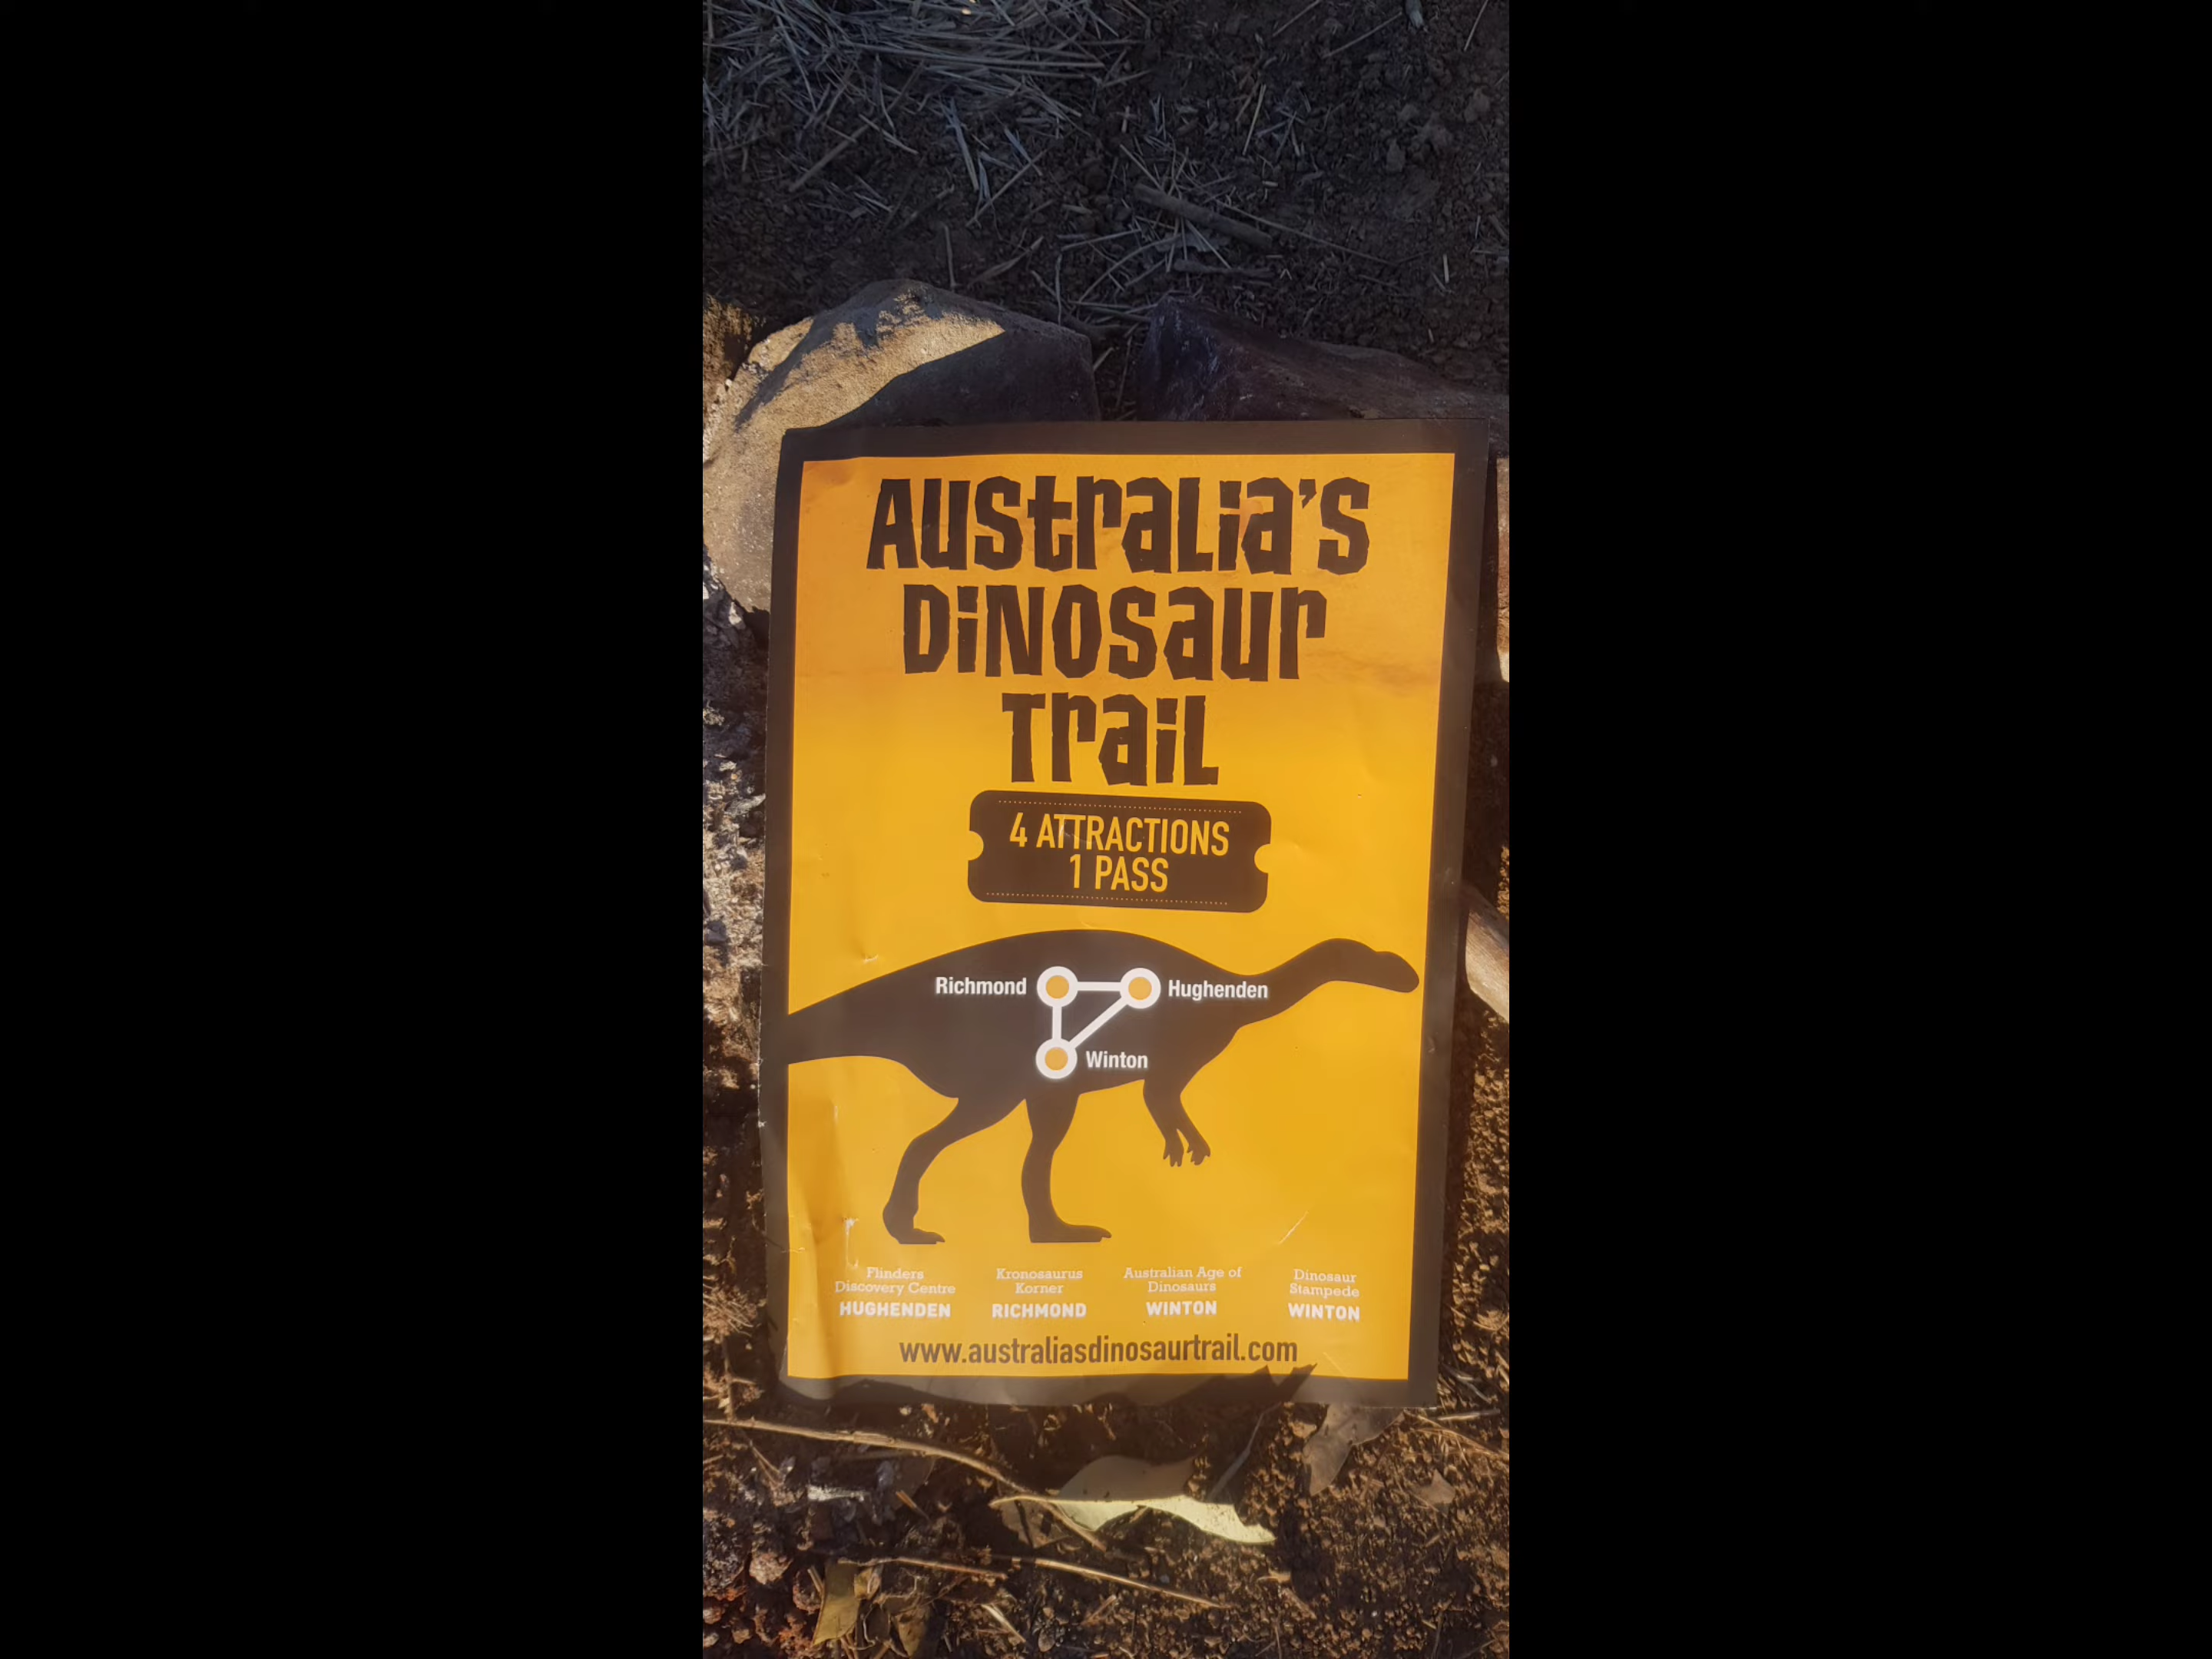 Australia's
Dinosaur
Trail
4 ATTRACTIONS
1 PASS
Richmond
Hughenden
Winton
Flinders
Discovery Centre
HUGHENDEN
Kronosaurus
Korner
RICHMOND
Australian Age of
Dinosaurs
WINTON
Dinosaur
Stampede
WINTON
www.australiasdinosaurtrail.com